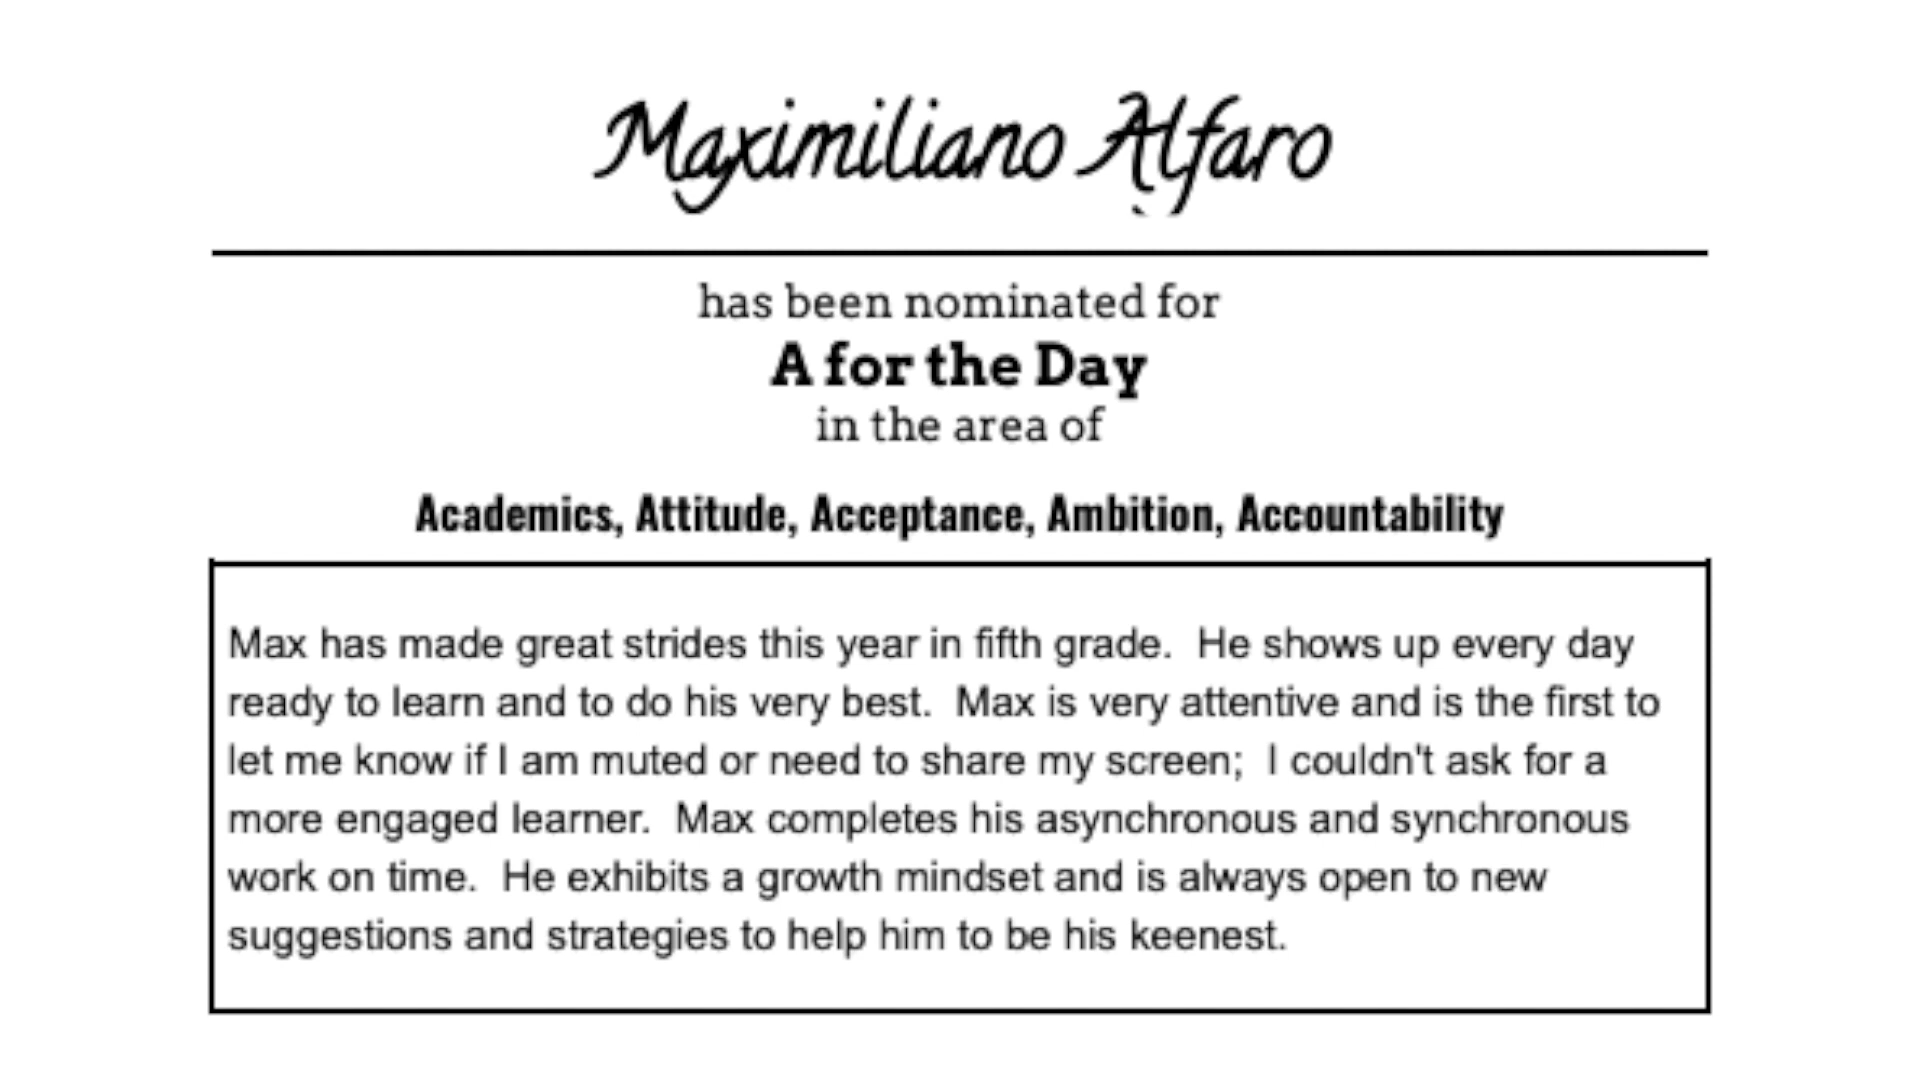 Maximiliano Alfaro
has been nominated for
A for the Day
in the area of
Academics, Attitude, Acceptance, Ambition, Accountability
Max has made great strides this year in fifth grade.  He shows up every day
ready to learn and to do his very best.  Max is very attentive and is the first to
let me know if I am muted or need to share my screen;  I couldn't ask for a
more engaged learner.  Max completes his asynchronous and synchronous
work on time.  He exhibits a growth mindset and is always open to new
suggestions and strategies to help him to be his keenest.